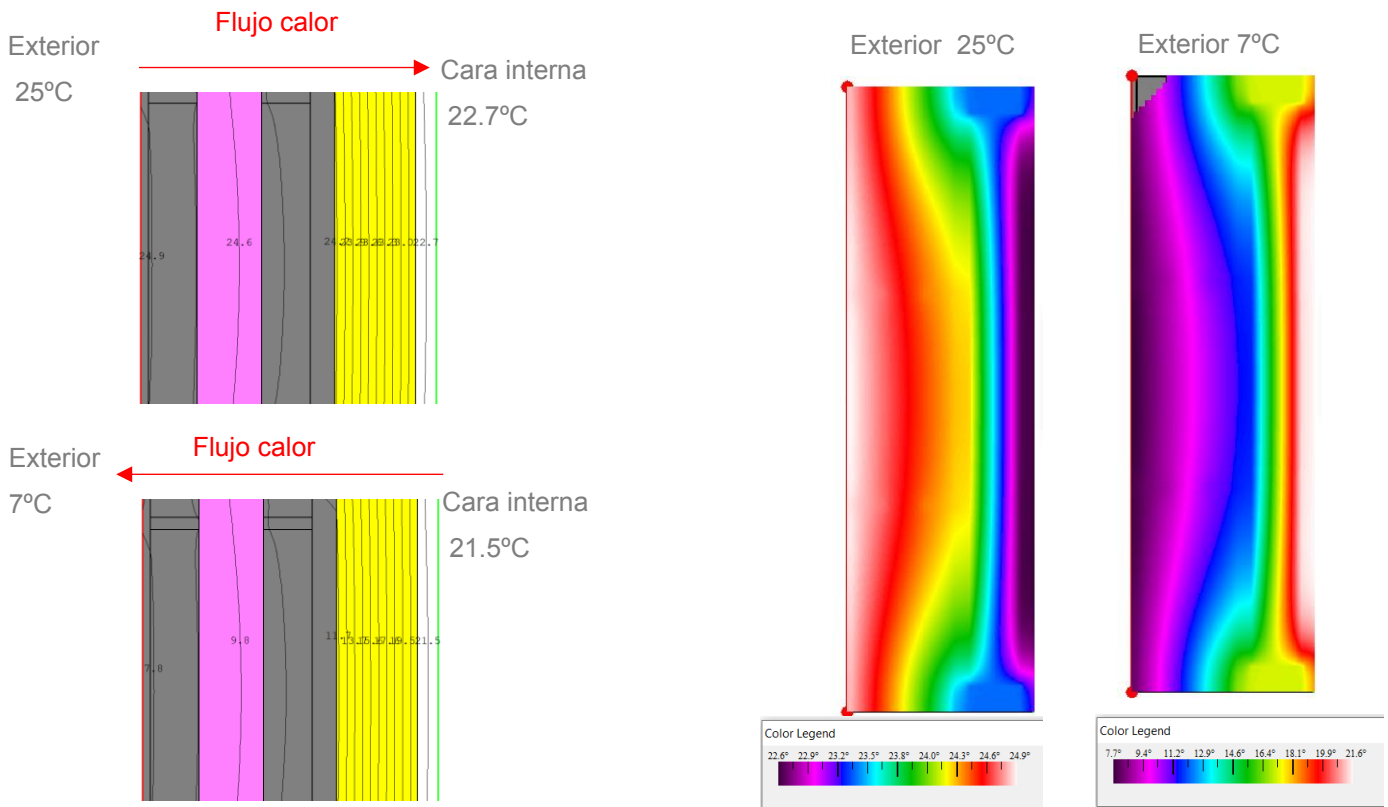 Flujo calor
Exterior
25ºC
Cara interna
22.7ºC
24.9
24.6
22.7
Flujo calor
Exterior
7ºC
Cara interna
21.5ºC
7.8
9.8
11.7
21.5
Exterior 25ºC
Exterior 7ºC
Color Legend
22.6° 22.9° 23.2° 23.5° 23.8° 24.0° 24.3° 24.6° 24.9°
Color Legend
7.7° 9.4° 11.2° 12.9° 14.6° 16.4° 18.1° 19.9° 21.6°